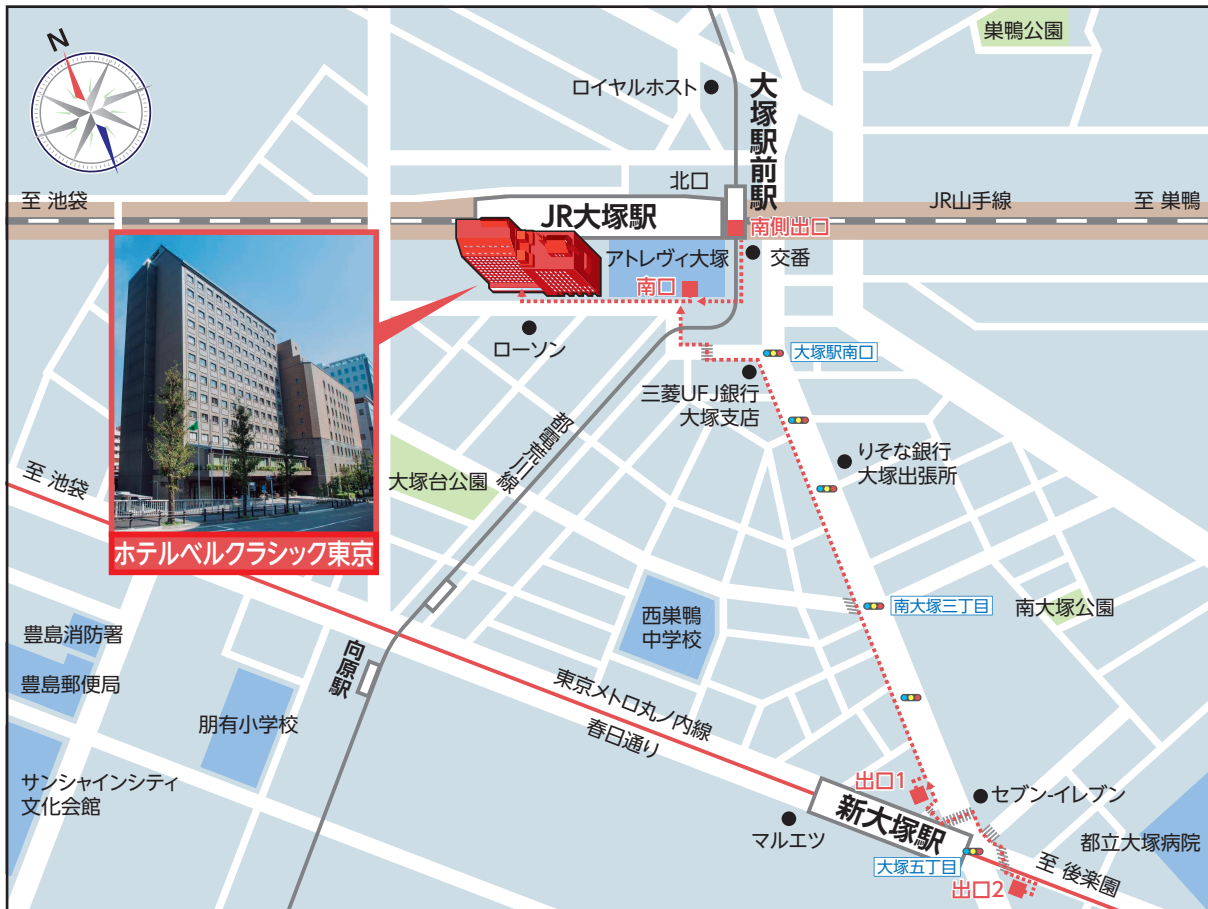 N
巣鴨公園
ロイヤルホスト
大塚駅前駅
北口
至 池袋
JR大塚駅
JR山手線
至 巣鴨
南側出口
アトレヴィ大塚
交番
南口
ローソン
大塚駅南口
三菱UFJ銀行
大塚支店
都電荒川線
りそな銀行
大塚出張所
至 池袋
大塚台公園
ホテルベルクラシック東京
南大塚三丁目
南大塚公園
西巣鴨
中学校
豊島消防署
豊島郵便局
向原駅
朋有小学校
東京メトロ丸ノ内線
春日通り
サンシャインシティ
文化会館
出口1
セブン-イレブン
新大塚駅
マルエツ
都立大塚病院
大塚五丁目
出口2
至 後楽園